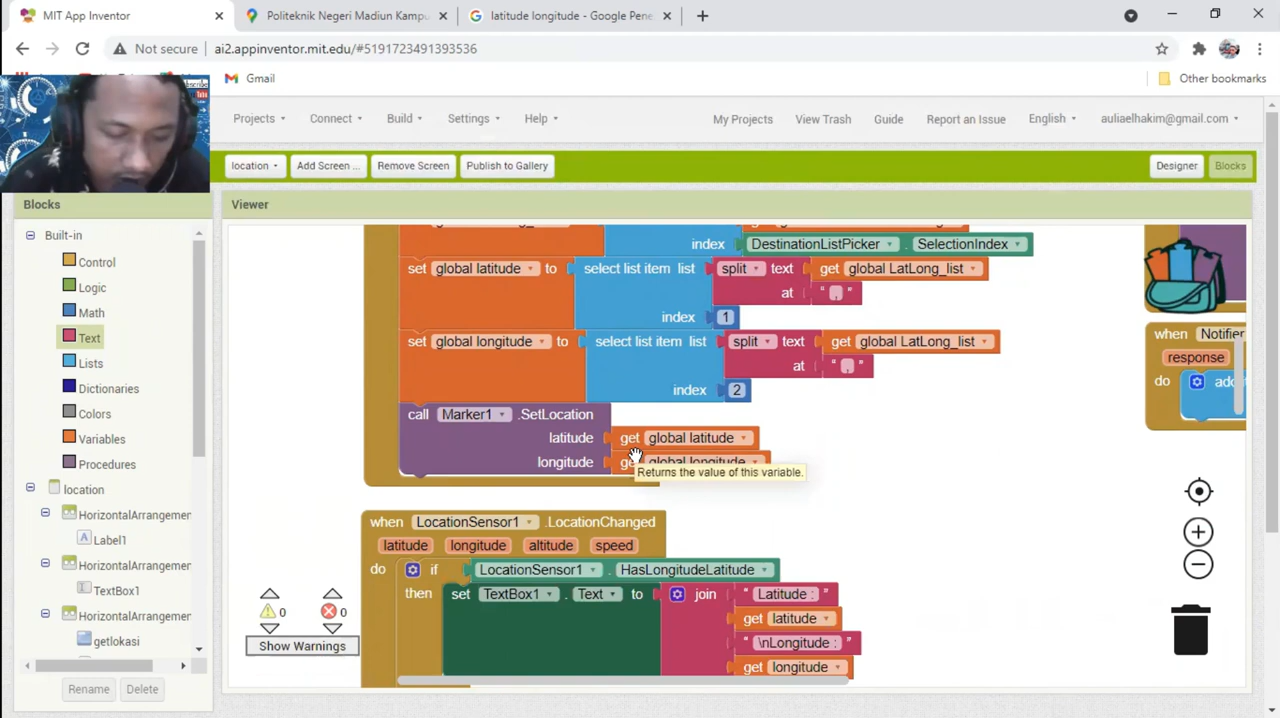 MIT App Inventor
Politeknik Negeri Madiun Kampu
latitude longitude - Google Pene
Not secure
ai2.appinventor.mit.edu/#5191723491393536
Gmail
Other bookmarks
Projects
Connect
Build
Settings
Help
My Projects
View Trash
Guide
Report an Issue
English
auliaelhakim@gmail.com
location
Add Screen ...
Remove Screen
Publish to Gallery
Designer
Blocks
Blocks
Viewer
Built-in
Control
Logic
Math
Text
Lists
Dictionaries
Colors
Variables
Procedures
location
HorizontalArrangemen
Label1
HorizontalArrangemen
TextBox1
HorizontalArrangemen
getlokasi
Rename
Delete
index DestinationListPicker . SelectionIndex
set global latitude to select list item list split text get global LatLong_list
at " , "
index 1
set global longitude to select list item list split text get global LatLong_list
at " , "
index 2
call Marker1 .SetLocation
latitude get global latitude
longitude get global longitude
Returns the value of this variable.
when LocationSensor1 .LocationChanged
latitude longitude altitude speed
do if LocationSensor1 . HasLongitudeLatitude
then set TextBox1 . Text to join " Latitude : "
get latitude
" \nLongitude : "
get longitude
when Notifier
response
do
0
0
Show Warnings